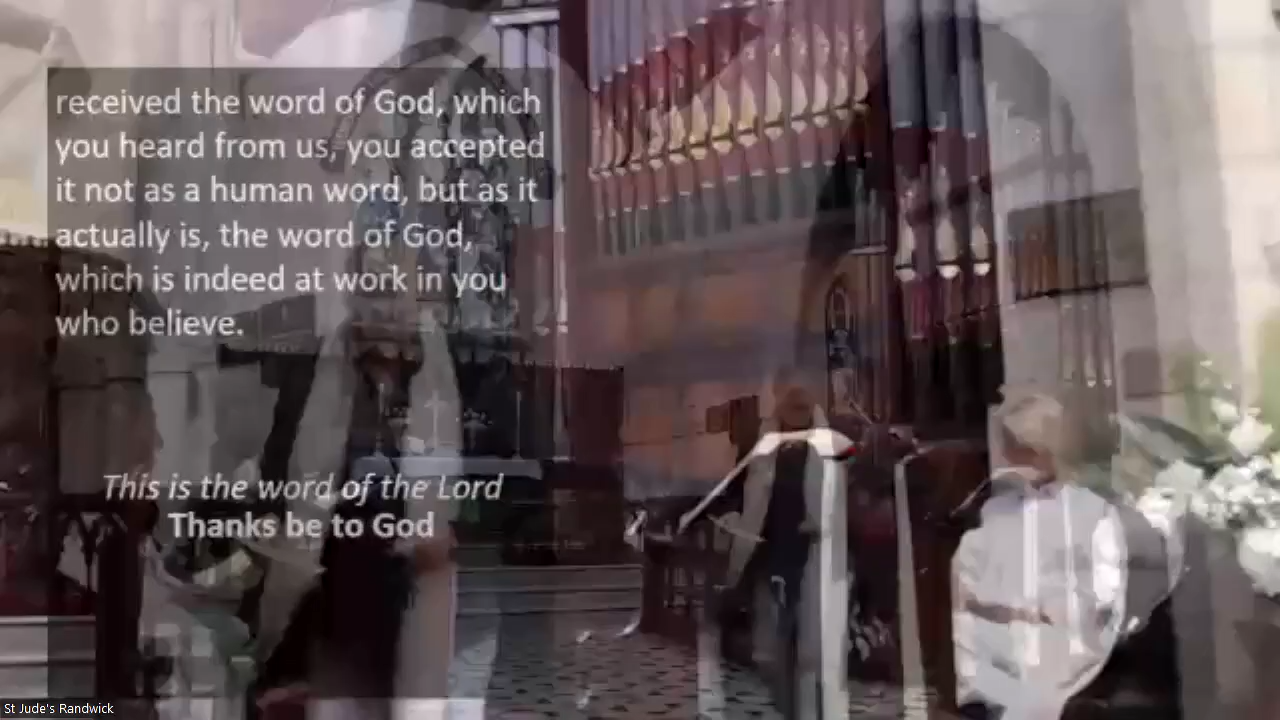 received the word of God, which
you heard from us, you accepted
it not as a human word, but as it
actually is, the word of God,
which is indeed at work in you
who believe.
This is the word of the Lord
Thanks be to God
St Jude's Randwick